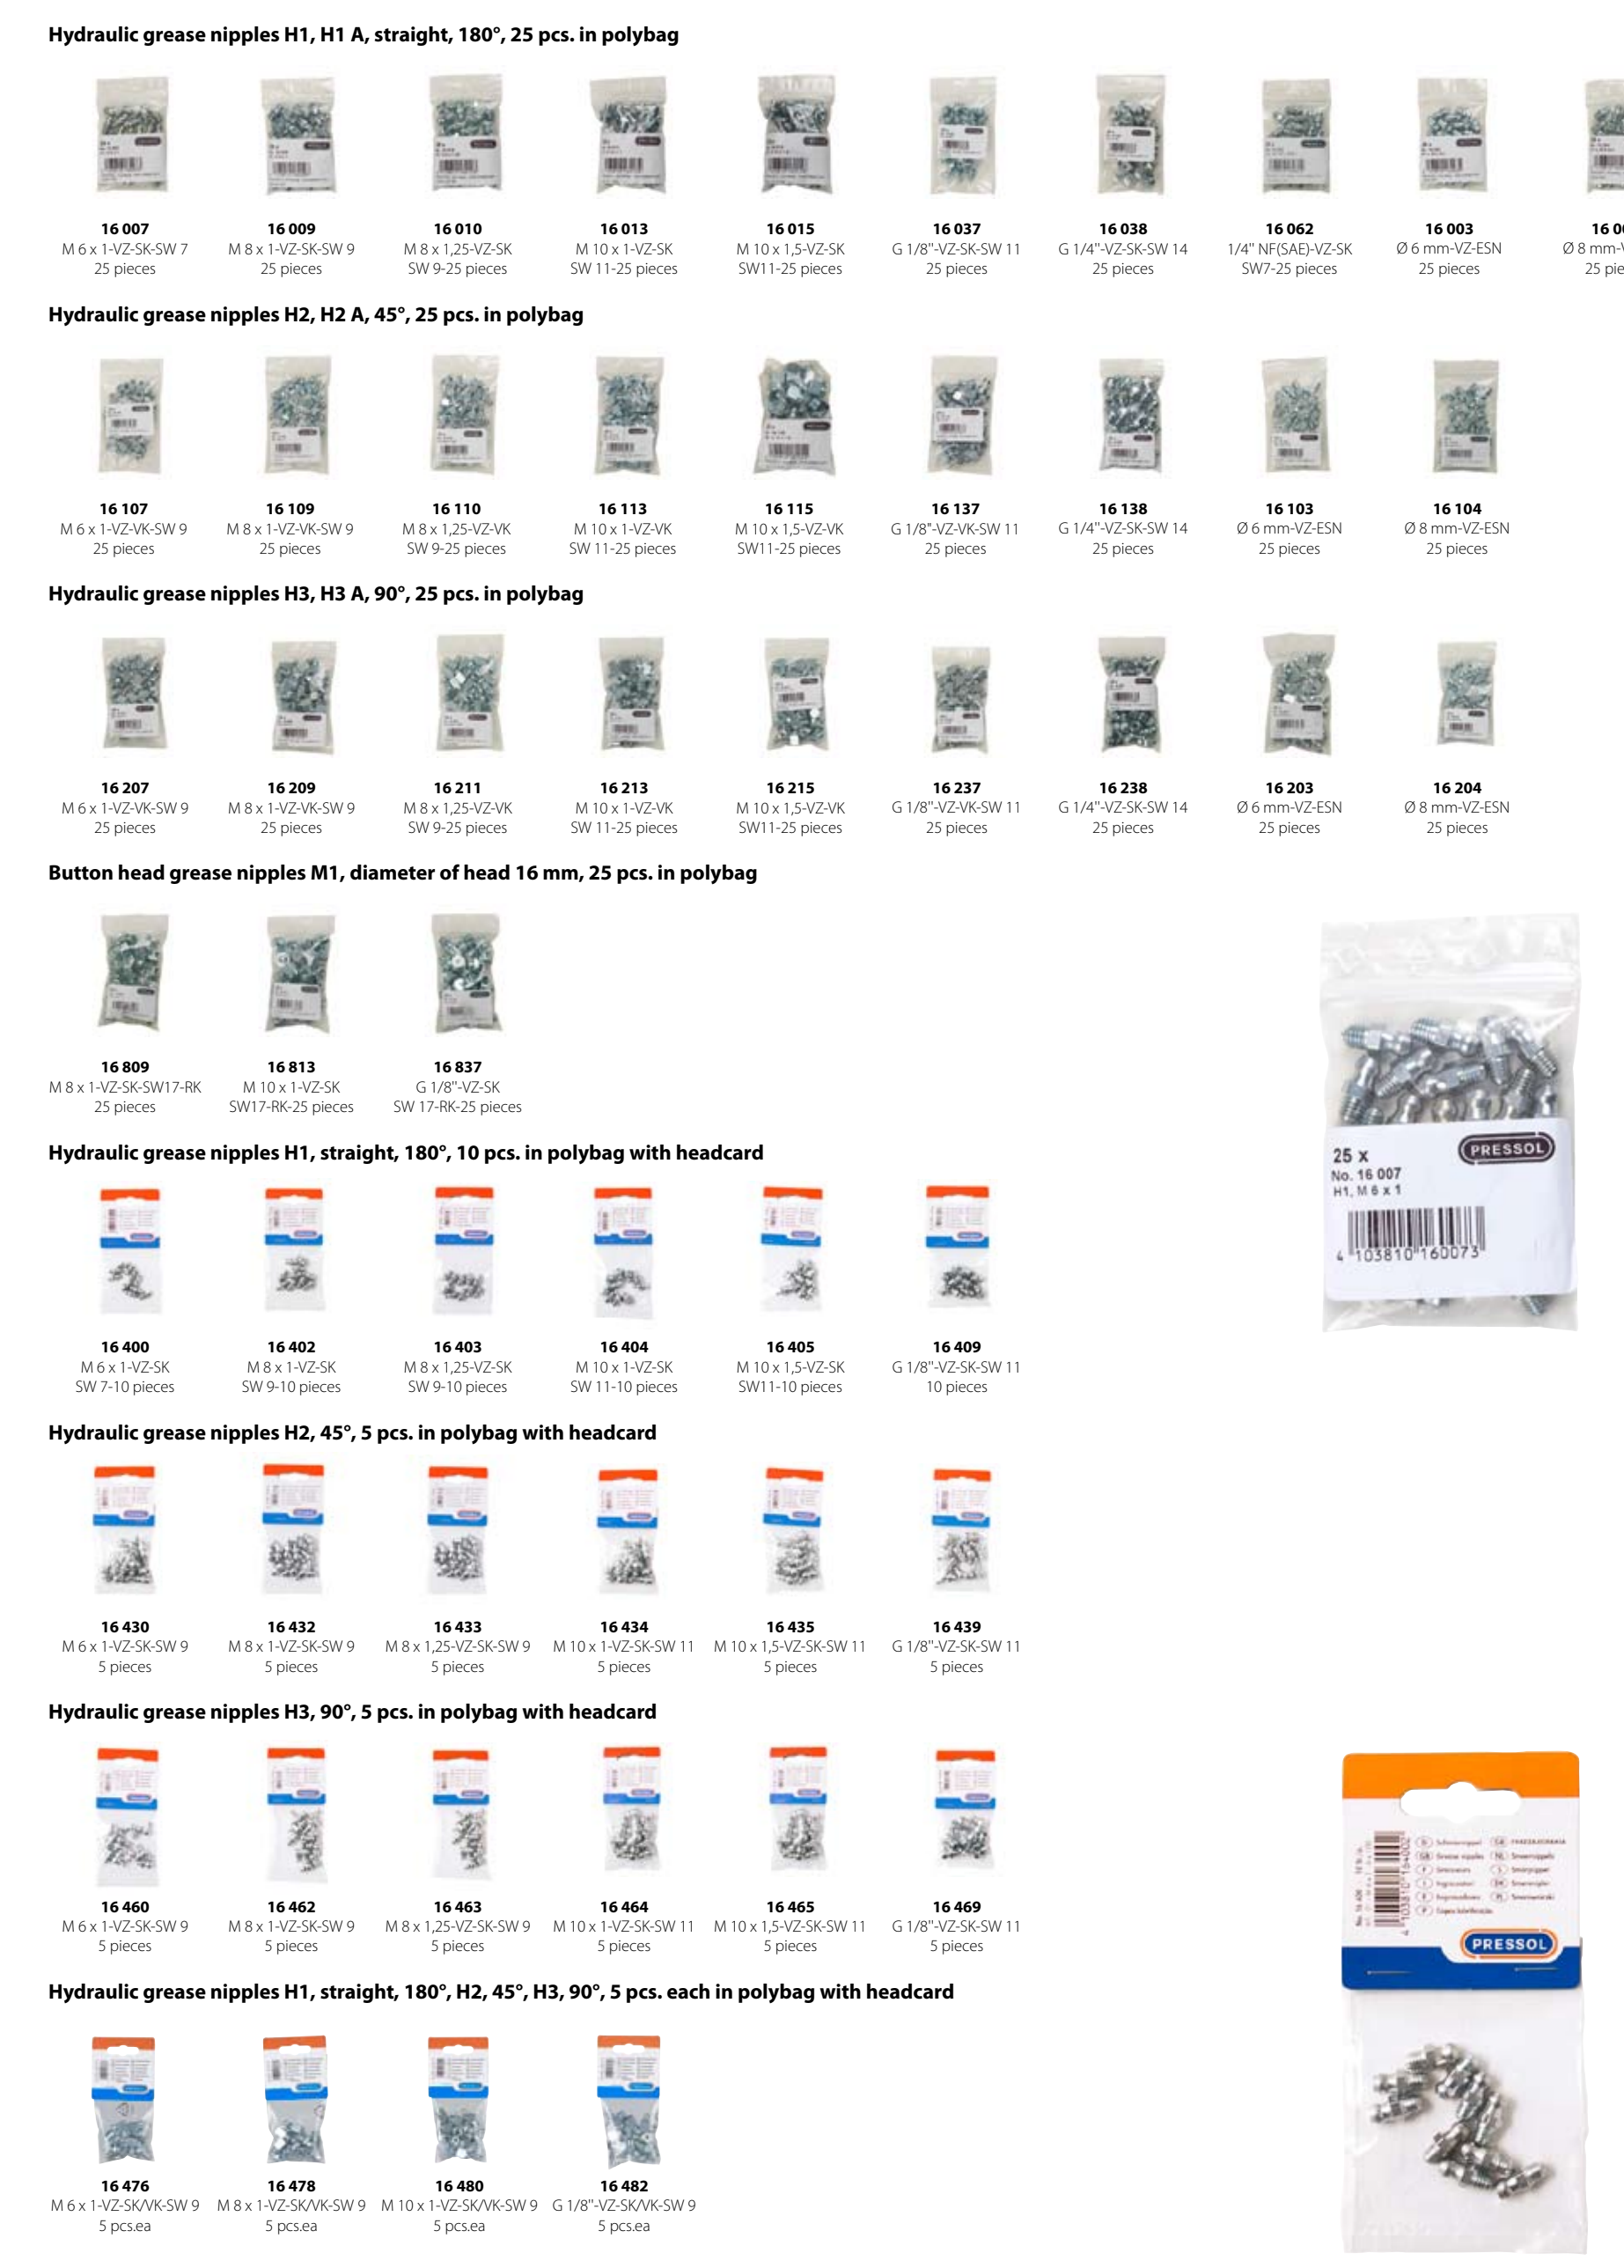 Hydraulic grease nipples H1, H1 A, straight, 180°, 25 pcs. in polybag
16 007 16 009 16 010 16 013 16 015 16 037 16 038 16 062 16 003
M 6 x 1-VZ-SK-SW 7 M 8 x 1-VZ-SK-SW 9 M 8 x 1,25-VZ-SK M 10 x 1-VZ-SK M 10 x 1,5-VZ-SK G 1/8"-VZ-SK-SW 11 G 1/4"-VZ-SK-SW 14 1/4" NF(SAE)-VZ-SK Ø 6 mm-VZ-ESN Ø 8 mm-
25 pieces 25 pieces SW 9-25 pieces SW 11-25 pieces SW11-25 pieces 25 pieces 25 pieces SW7-25 pieces 25 pieces 25
Hydraulic grease nipples H2, H2 A, 45°, 25 pcs. in polybag
16 107 16 109 16 110 16 113 16 115 16 137 16 138 16 103 16 104
M 6 x 1-VZ-VK-SW 9 M 8 x 1-VZ-VK-SW 9 M 8 x 1,25-VZ-VK M 10 x 1-VZ-VK M 10 x 1,5-VZ-VK G 1/8"-VZ-VK-SW 11 G 1/4"-VZ-SK-SW 14 Ø 6 mm-VZ-ESN Ø 8 mm-VZ-ESN
25 pieces 25 pieces SW 9-25 pieces SW 11-25 pieces SW11-25 pieces 25 pieces 25 pieces 25 pieces 25 pieces
Hydraulic grease nipples H3, H3 A, 90°, 25 pcs. in polybag
16 207 16 209 16 211 16 213 16 215 16 237 16 238 16 203 16 204
M 6 x 1-VZ-VK-SW 9 M 8 x 1-VZ-VK-SW 9 M 8 x 1,25-VZ-VK M 10 x 1-VZ-VK M 10 x 1,5-VZ-VK G 1/8"-VZ-VK-SW 11 G 1/4"-VZ-SK-SW 14 Ø 6 mm-VZ-ESN Ø 8 mm-VZ-ESN
25 pieces 25 pieces SW 9-25 pieces SW 11-25 pieces SW11-25 pieces 25 pieces 25 pieces 25 pieces 25 pieces
Button head grease nipples M1, diameter of head 16 mm, 25 pcs. in polybag
16 809 16 813 16 837
M 8 x 1-VZ-SK-SW17-RK M 10 x 1-VZ-SK G 1/8"-VZ-SK
25 pieces SW17-RK-25 pieces SW 17-RK-25 pieces
25 x PRESSOL
No. 16 007
H1, M 6 x 1
4 103810 160073
Hydraulic grease nipples H1, straight, 180°, 10 pcs. in polybag with headcard
16 400 16 402 16 403 16 404 16 405 16 409
M 6 x 1-VZ-SK M 8 x 1-VZ-SK M 8 x 1,25-VZ-SK M 10 x 1-VZ-SK M 10 x 1,5-VZ-SK G 1/8"-VZ-SK-SW 11
SW 7-10 pieces SW 9-10 pieces SW 9-10 pieces SW 11-10 pieces SW11-10 pieces 10 pieces
Hydraulic grease nipples H2, 45°, 5 pcs. in polybag with headcard
16 430 16 432 16 433 16 434 16 435 16 439
M 6 x 1-VZ-SK-SW 9 M 8 x 1-VZ-SK-SW 9 M 8 x 1,25-VZ-SK-SW 9 M 10 x 1-VZ-SK-SW 11 M 10 x 1,5-VZ-SK-SW 11 G 1/8"-VZ-SK-SW 11
5 pieces 5 pieces 5 pieces 5 pieces 5 pieces 5 pieces
Hydraulic grease nipples H3, 90°, 5 pcs. in polybag with headcard
16 460 16 462 16 463 16 464 16 465 16 469
M 6 x 1-VZ-SK-SW 9 M 8 x 1-VZ-SK-SW 9 M 8 x 1,25-VZ-SK-SW 9 M 10 x 1-VZ-SK-SW 11 M 10 x 1,5-VZ-SK-SW 11 G 1/8"-VZ-SK-SW 11
5 pieces 5 pieces 5 pieces 5 pieces 5 pieces 5 pieces
PRESSOL
Hydraulic grease nipples H1, straight, 180°, H2, 45°, H3, 90°, 5 pcs. each in polybag with headcard
16 476 16 478 16 480 16 482
M 6 x 1-VZ-SK/VK-SW 9 M 8 x 1-VZ-SK/VK-SW 9 M 10 x 1-VZ-SK/VK-SW 9 G 1/8"-VZ-SK/VK-SW 9
5 pcs.ea 5 pcs.ea 5 pcs.ea 5 pcs.ea